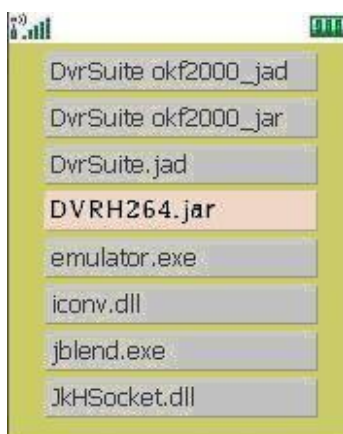 DvrSuite okf2000_jad
DvrSuite okf2000_jar
DvrSuite.jad
DVRH264.jar
emulator.exe
iconv.dll
jblend.exe
JkHSocket.dll